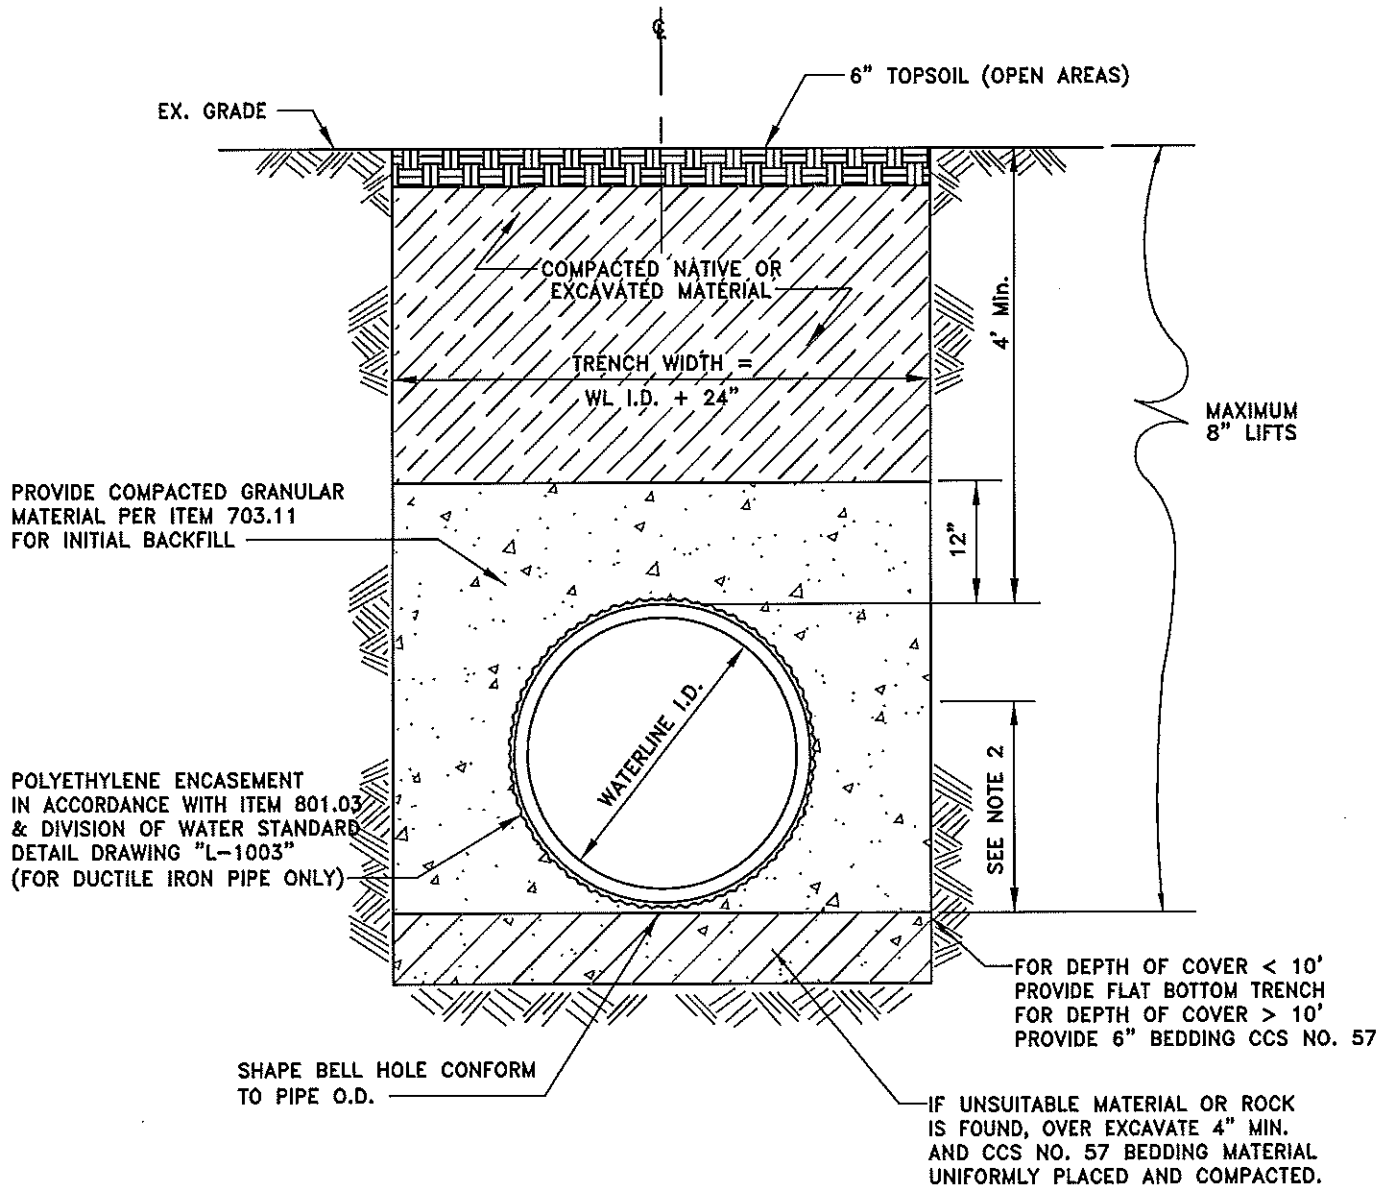 ℄
6" TOPSOIL (OPEN AREAS)
EX. GRADE
COMPACTED NATIVE OR
EXCAVATED MATERIAL
4' Min.
TRENCH WIDTH =
WL I.D. + 24"
MAXIMUM
8" LIFTS
PROVIDE COMPACTED GRANULAR
MATERIAL PER ITEM 703.11
FOR INITIAL BACKFILL
12"
WATERLINE I.D.
SEE NOTE 2
POLYETHYLENE ENCASEMENT
IN ACCORDANCE WITH ITEM 801.03
& DIVISION OF WATER STANDARD
DETAIL DRAWING "L-1003"
(FOR DUCTILE IRON PIPE ONLY)
FOR DEPTH OF COVER < 10'
PROVIDE FLAT BOTTOM TRENCH
FOR DEPTH OF COVER > 10'
PROVIDE 6" BEDDING CCS NO. 57
SHAPE BELL HOLE CONFORM
TO PIPE O.D.
IF UNSUITABLE MATERIAL OR ROCK
IS FOUND, OVER EXCAVATE 4" MIN.
AND CCS NO. 57 BEDDING MATERIAL
UNIFORMLY PLACED AND COMPACTED.